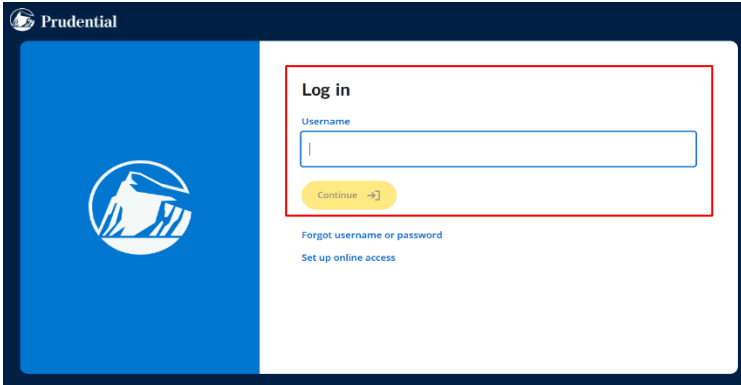 Prudential
Log in
Username
Continue
Forgot username or password
Set up online access